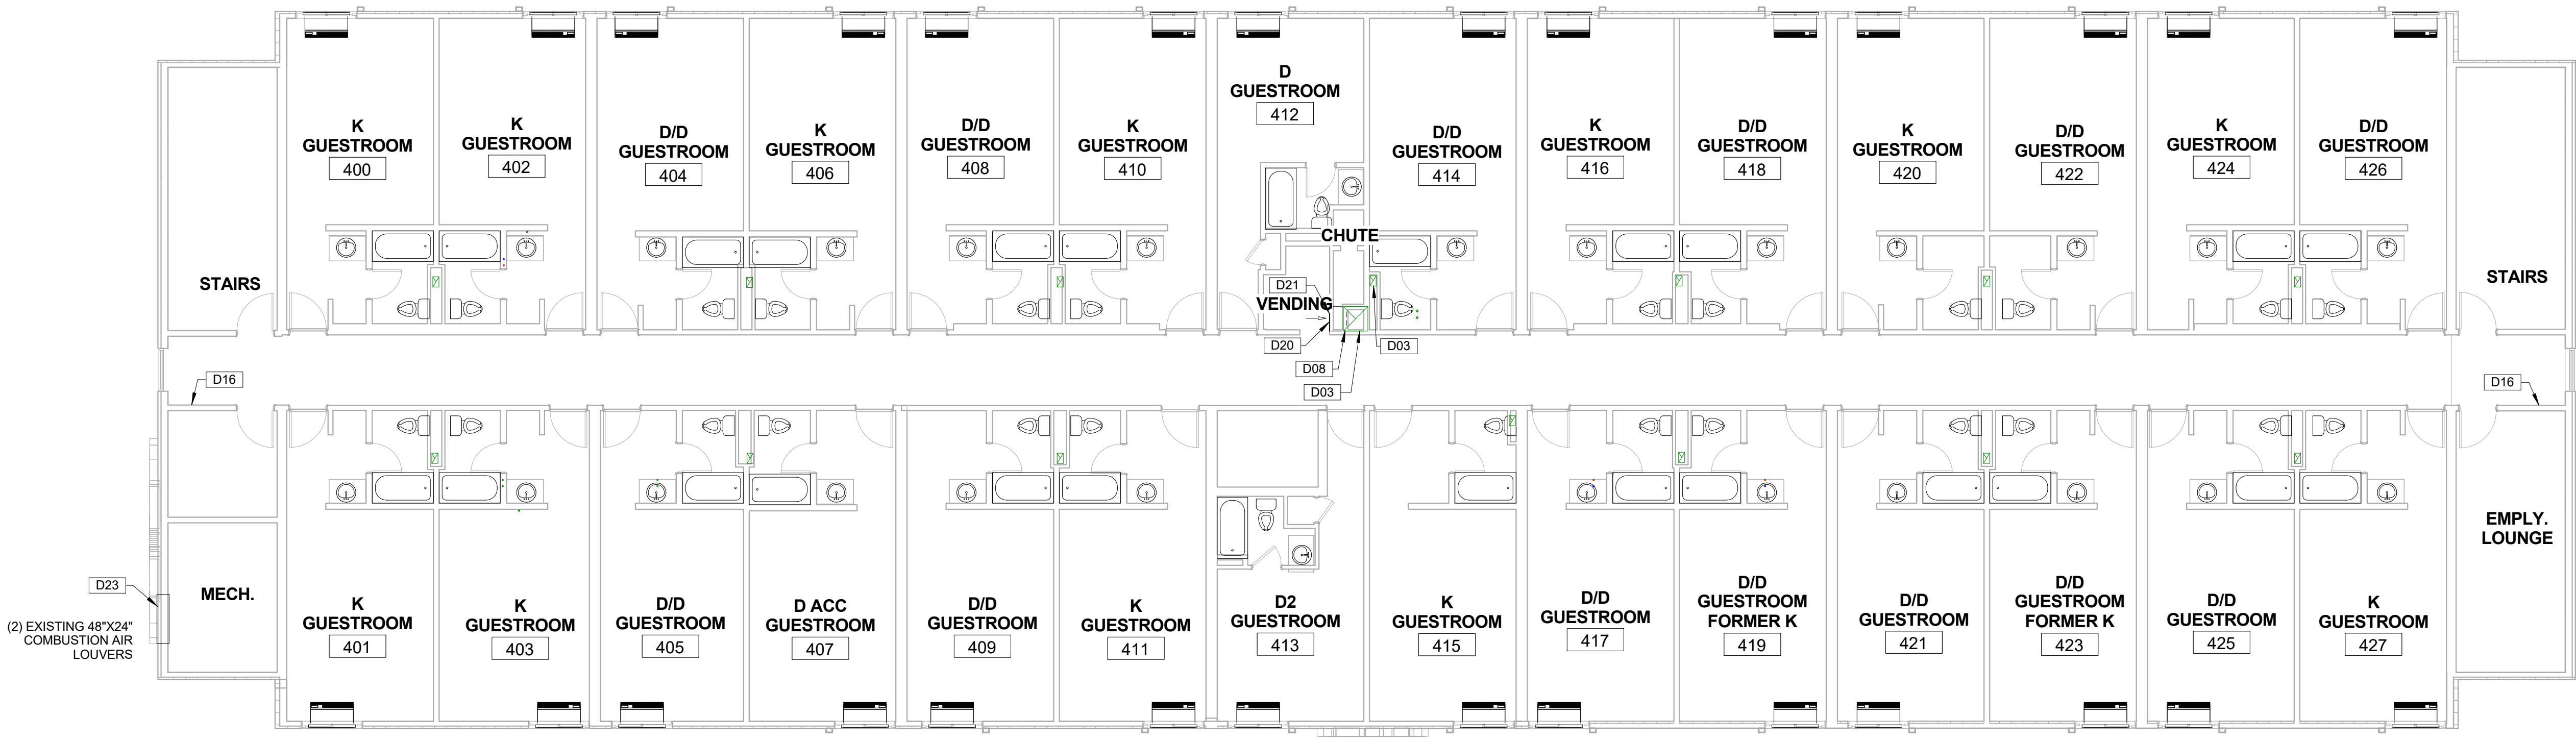 K
GUESTROOM
400
K
GUESTROOM
402
D/D
GUESTROOM
404
K
GUESTROOM
406
D/D
GUESTROOM
408
K
GUESTROOM
410
D
GUESTROOM
412
D/D
GUESTROOM
414
K
GUESTROOM
416
D/D
GUESTROOM
418
K
GUESTROOM
420
D/D
GUESTROOM
422
K
GUESTROOM
424
D/D
GUESTROOM
426
STAIRS
CHUTE
D21
VENDING
STAIRS
D20
D03
D08
D03
D16
D16
D23
(2) EXISTING 48"X24"
COMBUSTION AIR
LOUVERS
MECH.
K
GUESTROOM
401
K
GUESTROOM
403
D/D
GUESTROOM
405
D ACC
GUESTROOM
407
D/D
GUESTROOM
409
K
GUESTROOM
411
D2
GUESTROOM
413
K
GUESTROOM
415
D/D
GUESTROOM
417
D/D
GUESTROOM
FORMER K
419
D/D
GUESTROOM
421
D/D
GUESTROOM
FORMER K
423
D/D
GUESTROOM
425
K
GUESTROOM
427
EMPLY.
LOUNGE